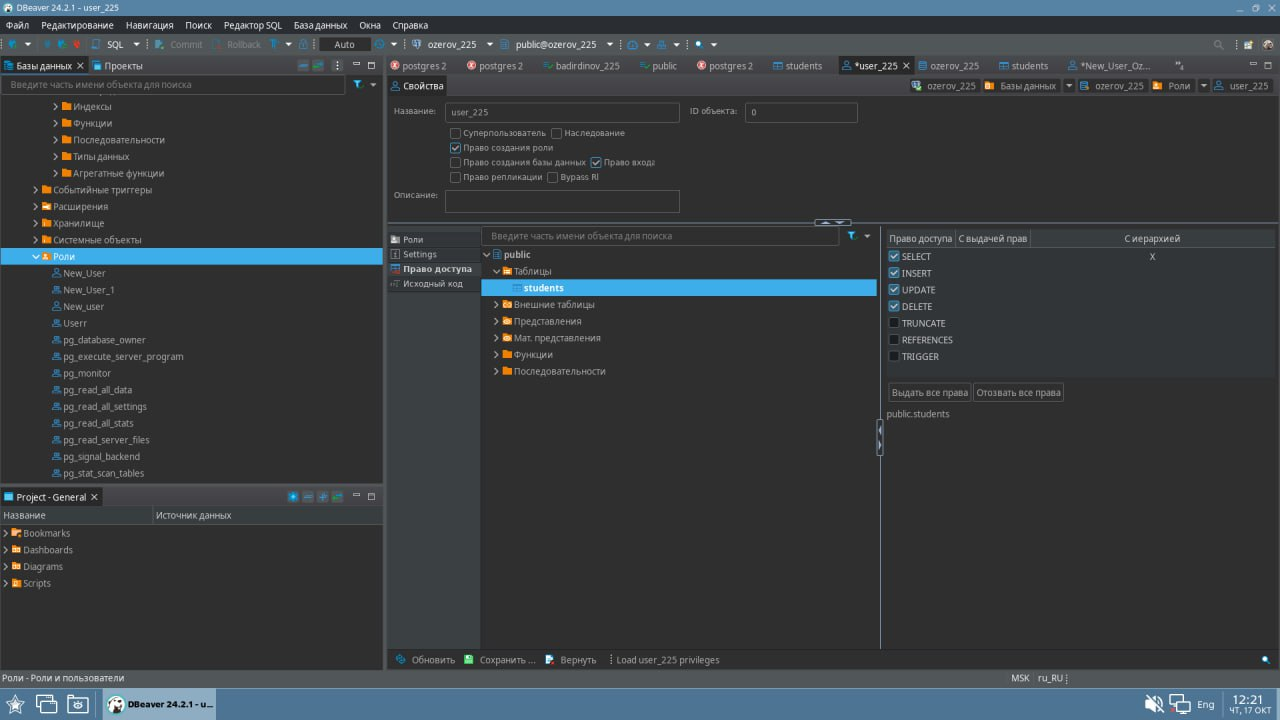 DBeaver 24.2.1 - user_225
Файл Редактирование Навигация Поиск Редактор SQL База данных Окна Справка
SQL Commit Rollback Auto ozerov_225 public@ozerov_225
Базы данных Проекты
Введите часть имени объекта для поиска
Индексы
Функции
Последовательности
Типы данных
Агрегатные функции
Событийные триггеры
Расширения
Хранилище
Системные объекты
Роли
New_User
New_User_1
New_user
Userr
pg_database_owner
pg_execute_server_program
pg_monitor
pg_read_all_data
pg_read_all_settings
pg_read_all_stats
pg_read_server_files
pg_signal_backend
pg_stat_scan_tables
Project - General
Название Источник данных
Bookmarks
Dashboards
Diagrams
Scripts
postgres 2 postgres 2 badirdinov_225 public postgres 2 students *user_225 ozerov_225 students *New_User_Oz... "4
Свойства ozerov_225 Базы данных ozerov_225 Роли user_225
Название: user_225 ID объекта: 0
Суперпользователь Наследование
Право создания роли
Право создания базы данных Право входа
Право репликации Bypass Rl
Описание:
Роли
Settings
Право доступа
Исходный код
Введите часть имени объекта для поиска
public
Таблицы
students
Внешние таблицы
Представления
Мат. представления
Функции
Последовательности
Право доступа С выдачей прав С иерархией
SELECT X
INSERT
UPDATE
DELETE
TRUNCATE
REFERENCES
TRIGGER
Выдать все права Отозвать все права
public.students
Обновить Сохранить ... Вернуть Load user_225 privileges
Роли - Роли и пользователи MSK ru_RU
DBeaver 24.2.1 - u... Eng 12:21
ЧТ, 17 ОКТ